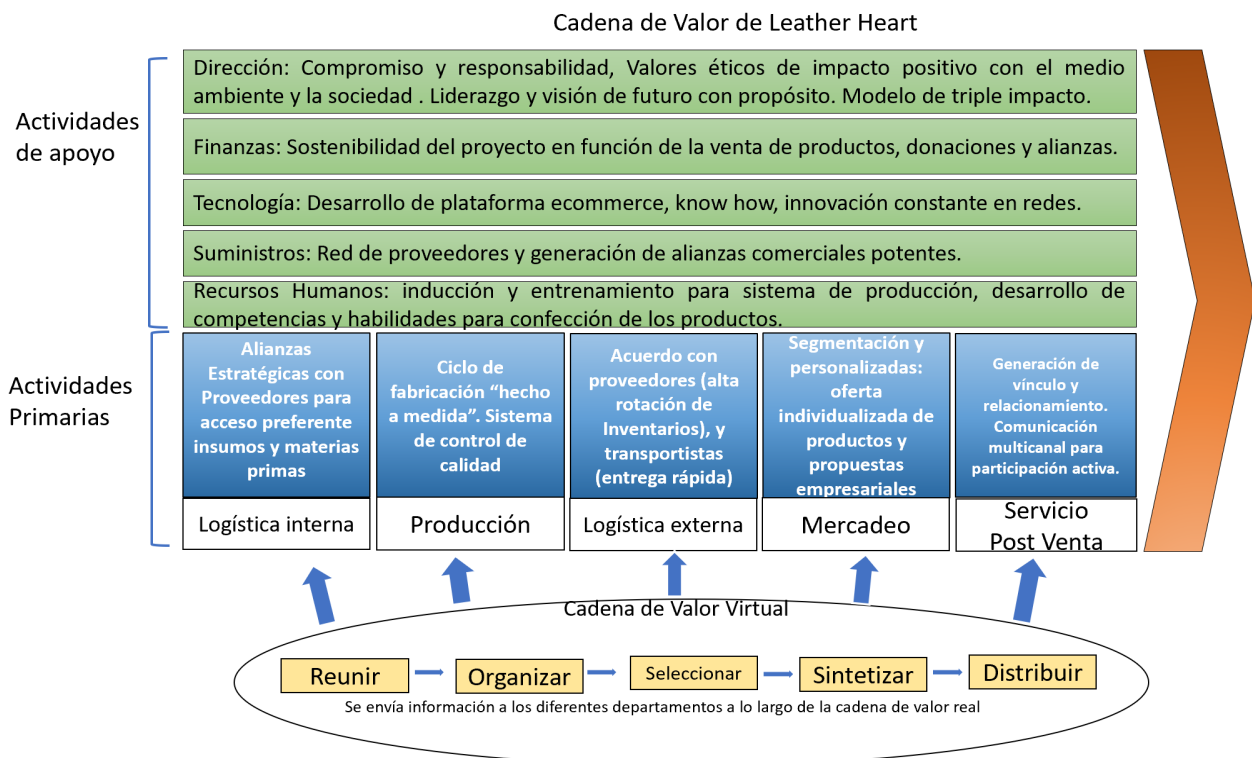 Cadena de Valor de Leather Heart
Actividades
de apoyo
Dirección: Compromiso y responsabilidad, Valores éticos de impacto positivo con el medio
ambiente y la sociedad . Liderazgo y visión de futuro con propósito. Modelo de triple impacto.
Finanzas: Sostenibilidad del proyecto en función de la venta de productos, donaciones y alianzas.
Tecnología: Desarrollo de plataforma ecommerce, know how, innovación constante en redes.
Suministros: Red de proveedores y generación de alianzas comerciales potentes.
Recursos Humanos: inducción y entrenamiento para sistema de producción, desarrollo de
competencias y habilidades para confección de los productos.
Actividades
Primarias
Alianzas
Estratégicas con
Proveedores para
acceso preferente
insumos y materias
primas
Logística interna
Ciclo de
fabricación “hecho
a medida”. Sistema
de control de
calidad
Producción
Acuerdo con
proveedores (alta
rotación de
Inventarios), y
transportistas
(entrega rápida)
Logística externa
Segmentación y
personalizadas:
oferta
individualizada de
productos y
propuestas
empresariales
Mercadeo
Generación de
vínculo y
relacionamiento.
Comunicación
multicanal para
participación activa.
Servicio
Post Venta
Cadena de Valor Virtual
Reunir
Organizar
Seleccionar
Sintetizar
Distribuir
Se envía información a los diferentes departamentos a lo largo de la cadena de valor real